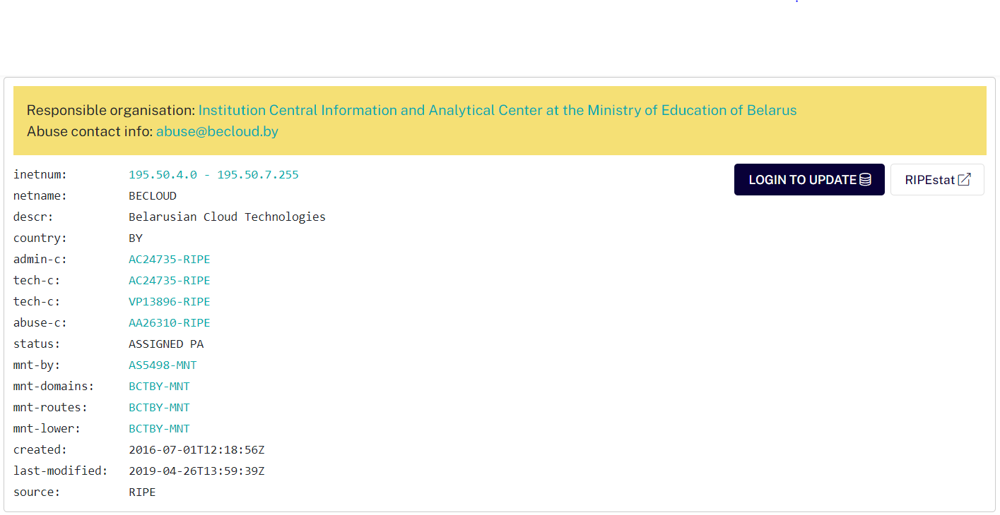 Responsible organisation: Institution Central Information and Analytical Center at the Ministry of Education of Belarus
Abuse contact info: abuse@becloud.by
inetnum: 195.50.4.0 - 195.50.7.255
LOGIN TO UPDATE RIPEstat
netname: BECLOUD
descr: Belarusian Cloud Technologies
country: BY
admin-c: AC24735-RIPE
tech-c: AC24735-RIPE
tech-c: VP13896-RIPE
abuse-c: AA26310-RIPE
status: ASSIGNED PA
mnt-by: AS5498-MNT
mnt-domains: BCTBY-MNT
mnt-routes: BCTBY-MNT
mnt-lower: BCTBY-MNT
created: 2016-07-01T12:18:56Z
last-modified: 2019-04-26T13:59:39Z
source: RIPE